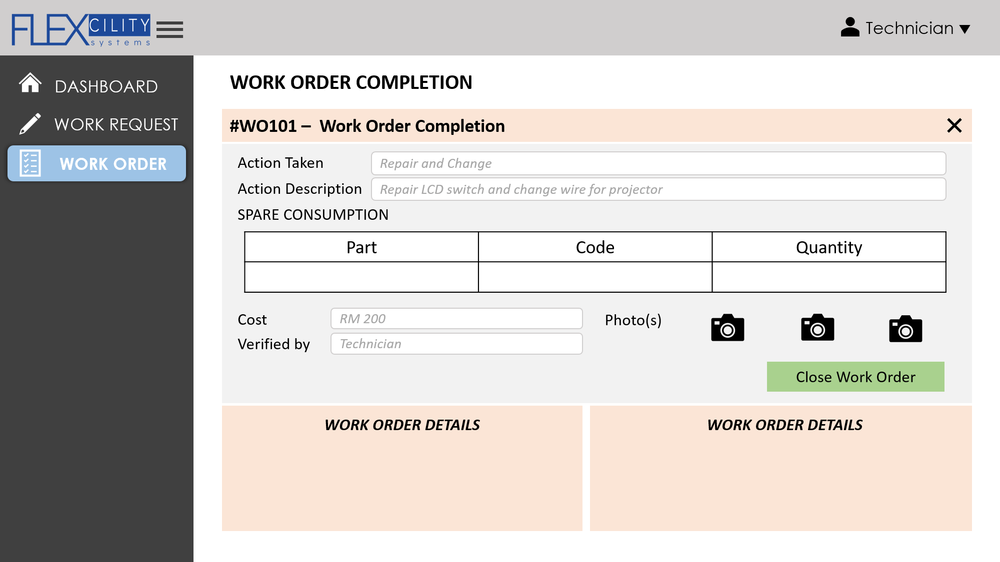 FLEXCILITY
systems
Technician
DASHBOARD
WORK REQUEST
WORK ORDER
WORK ORDER COMPLETION
#WO101 – Work Order Completion
Action Taken Repair and Change
Action Description Repair LCD switch and change wire for projector
SPARE CONSUMPTION
Part Code Quantity
Cost RM 200 Photo(s)
Verified by Technician
Close Work Order
WORK ORDER DETAILS WORK ORDER DETAILS